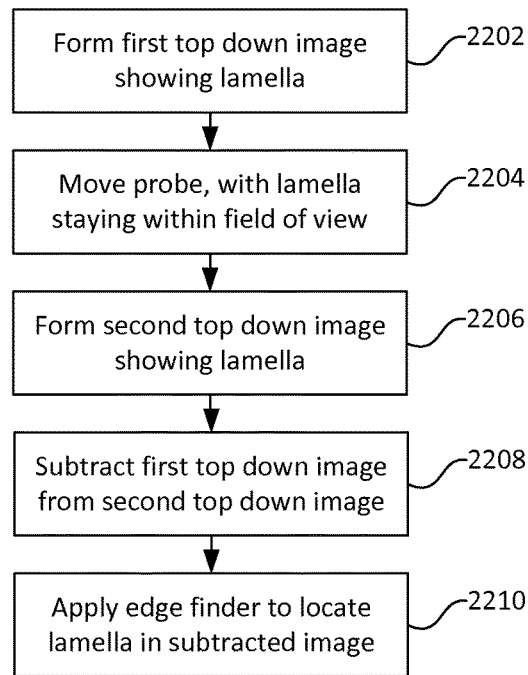 Form first top down image
showing lamella
2202
Move probe, with lamella
staying within field of view
2204
Form second top down image
showing lamella
2206
Subtract first top down image
from second top down image
2208
Apply edge finder to locate
lamella in subtracted image
2210